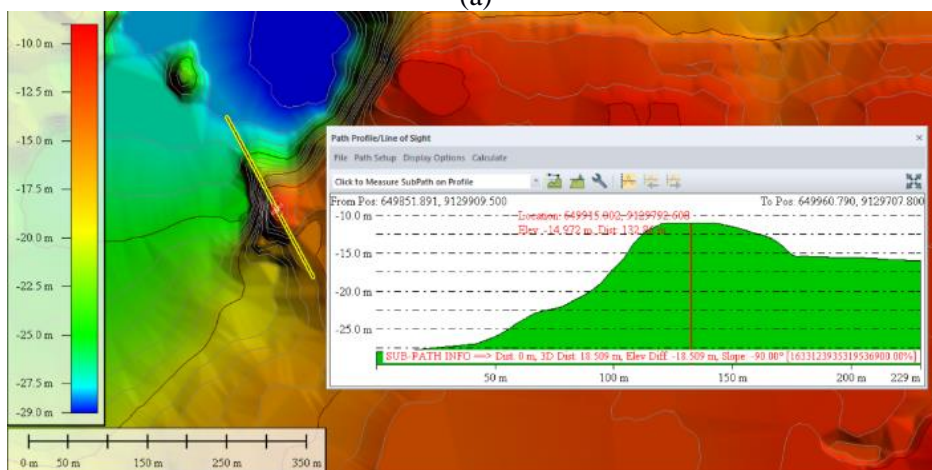 (a)
-10.0 m
-12.5 m
-15.0 m
-17.5 m
-20.0 m
-22.5 m
-25.0 m
-27.5 m
-29.0 m
0 m 50 m 150 m 250 m 350 m
Path Profile/Line of Sight
File Path Setup Display Options Calculate
Click to Measure SubPath on Profile
From Pos: 649851.891, 9129909.500
To Pos: 649960.790, 9129707.800
Location: 649915.002, 9129792.608
Elev: -14.972 m, Dist:
-10.0 m
-15.0 m
-20.0 m
-25.0 m
SUB-PATH INFO ==> Dist: 0 m, 3D Dist: 18.509 m, Elev Diff: -18.509 m, Slope: -90.00° [1633123935319536900.00%]
50 m 100 m 150 m 200 m 229 m